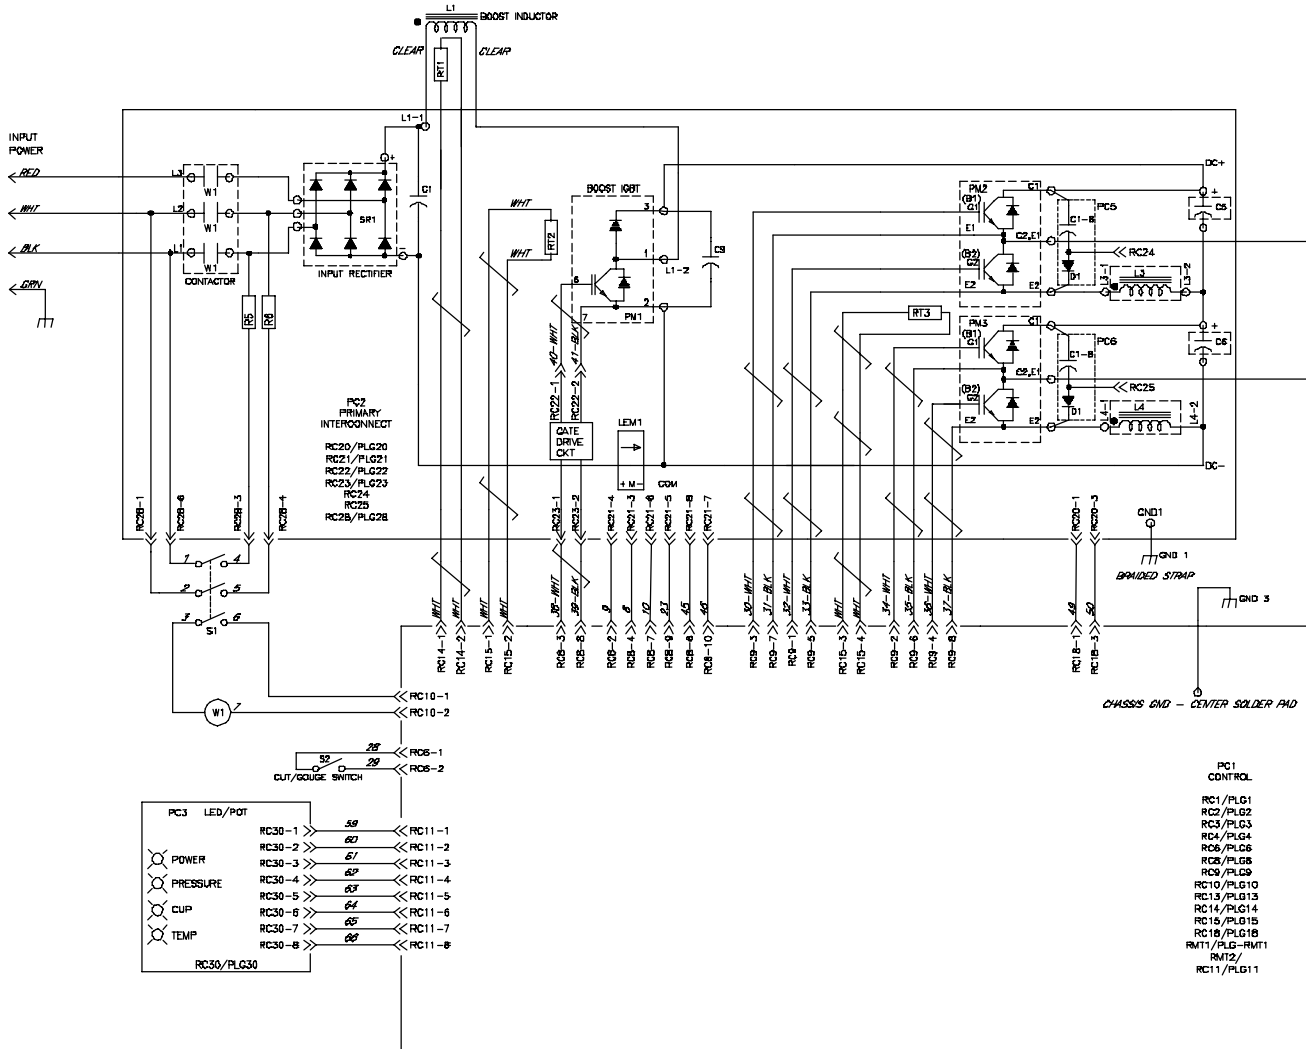 L1
BOOST INDUCTOR
CLEAR
CLEAR
RT1
L1-1
INPUT
POWER
RED
WHT
BLK
GRN
L3
W1
L2
W1
L1
W1
CONTACTOR
+
SR1
-
INPUT RECTIFIER
C1
R5
R6
WHT
WHT
RT2
BOOST IGBT
3
1
L1-2
6
2
7
PM1
C9
40-WHT
41-BLK
RC22-1
RC22-2
GATE
DRIVE
CKT
LEM1
+ M -
COM
DC+
PM2
(B1)
G1
C1
E1
C2,E1
(B2)
G2
E2
E2
PC5
C1-6
D1
RC24
L3-1
L3
L3-2
+
C5
RT3
PM3
(B1)
G1
C1
C2,E1
(B2)
G2
E2
PC6
C1-6
D1
RC25
L4-1
L4
L4-2
+
C6
DC-
PC2
PRIMARY
INTERCONNECT
RC20/PLG20
RC21/PLG21
RC22/PLG22
RC23/PLG23
RC24
RC25
RC28/PLG28
RC28-1
RC28-6
RC28-3
RC28-4
RC23-1
RC23-2
RC21-4
RC21-3
RC21-6
RC21-5
RC21-8
RC21-7
RC20-1
RC20-3
GND1
GND 1
BRAIDED STRAP
GND 3
CHASSIS GND - CENTER SOLDER PAD
1
4
2
5
3
6
S1
W1
7
WHT
WHT
WHT
WHT
38-WHT
39-BLK
9
8
10
23
45
46
30-WHT
31-BLK
32-WHT
33-BLK
WHT
WHT
34-WHT
35-BLK
36-WHT
37-BLK
49
50
RC14-1
RC14-2
RC15-1
RC15-2
RC8-3
RC8-8
RC8-2
RC8-4
RC8-7
RC8-9
RC8-6
RC8-10
RC9-3
RC9-7
RC9-1
RC9-5
RC15-3
RC15-4
RC9-2
RC9-6
RC9-4
RC9-8
RC18-1
RC18-3
RC10-1
RC10-2
28
RC6-1
S2
29
RC6-2
CUT/GOUGE SWITCH
PC3 LED/POT
POWER
PRESSURE
CUP
TEMP
RC30-1
59
RC11-1
RC30-2
60
RC11-2
RC30-3
61
RC11-3
RC30-4
62
RC11-4
RC30-5
63
RC11-5
RC30-6
64
RC11-6
RC30-7
65
RC11-7
RC30-8
66
RC11-8
RC30/PLG30
PC1
CONTROL
RC1/PLG1
RC2/PLG2
RC3/PLG3
RC4/PLG4
RC6/PLG6
RC8/PLG8
RC9/PLG9
RC10/PLG10
RC13/PLG13
RC14/PLG14
RC15/PLG15
RC18/PLG18
RMT1/PLG-RMT1
RMT2/
RC11/PLG11